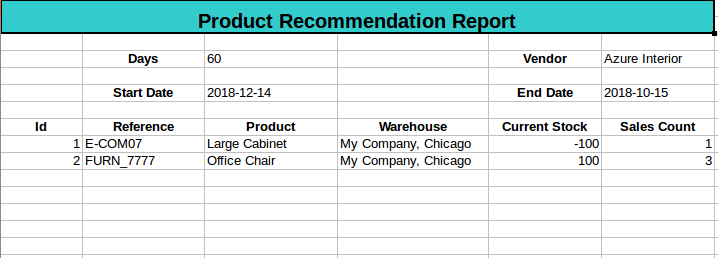 Product Recommendation Report
Days 60 Vendor Azure Interior
Start Date 2018-12-14 End Date 2018-10-15
Id Reference Product Warehouse Current Stock Sales Count
1 E-COM07 Large Cabinet My Company, Chicago -100 1
2 FURN_7777 Office Chair My Company, Chicago 100 3